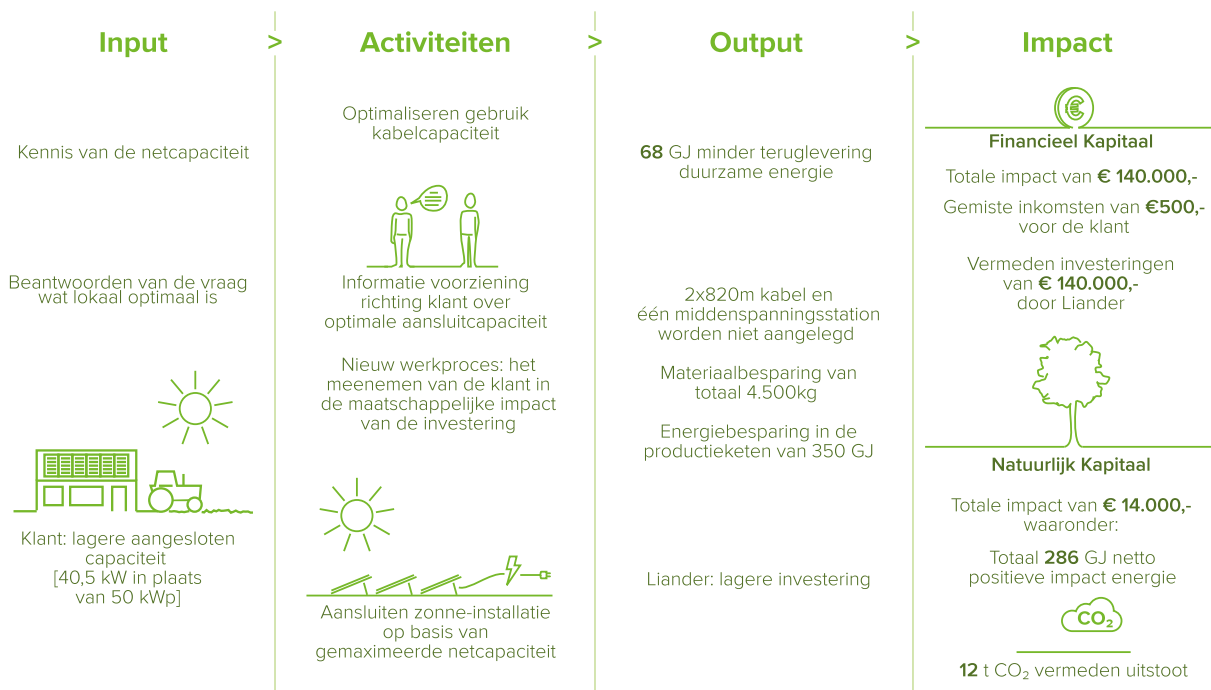 Input
>
Activiteiten
>
Output
>
Impact
Kennis van de netcapaciteit
Beantwoorden van de vraag
wat lokaal optimaal is
Klant: lagere aangesloten
capaciteit
[40,5 kW in plaats
van 50 kWp]
Optimaliseren gebruik
kabelcapaciteit
Informatie voorziening
richting klant over
optimale aansluitcapaciteit
Nieuw werkproces: het
meenemen van de klant in
de maatschappelijke impact
van de investering
Aansluiten zonne-installatie
op basis van
gemaximeerde netcapaciteit
68 GJ minder teruglevering
duurzame energie
2x820m kabel en
één middenspanningsstation
worden niet aangelegd
Materiaalbesparing van
totaal 4.500kg
Energiebesparing in de
productieketen van 350 GJ
Liander: lagere investering
€
Financieel Kapitaal
Totale impact van € 140.000,-
Gemiste inkomsten van €500,-
voor de klant
Vermeden investeringen
van € 140.000,-
door Liander
Natuurlijk Kapitaal
Totale impact van € 14.000,-
waaronder:
Totaal 286 GJ netto
positieve impact energie
CO₂
12 t CO₂ vermeden uitstoot